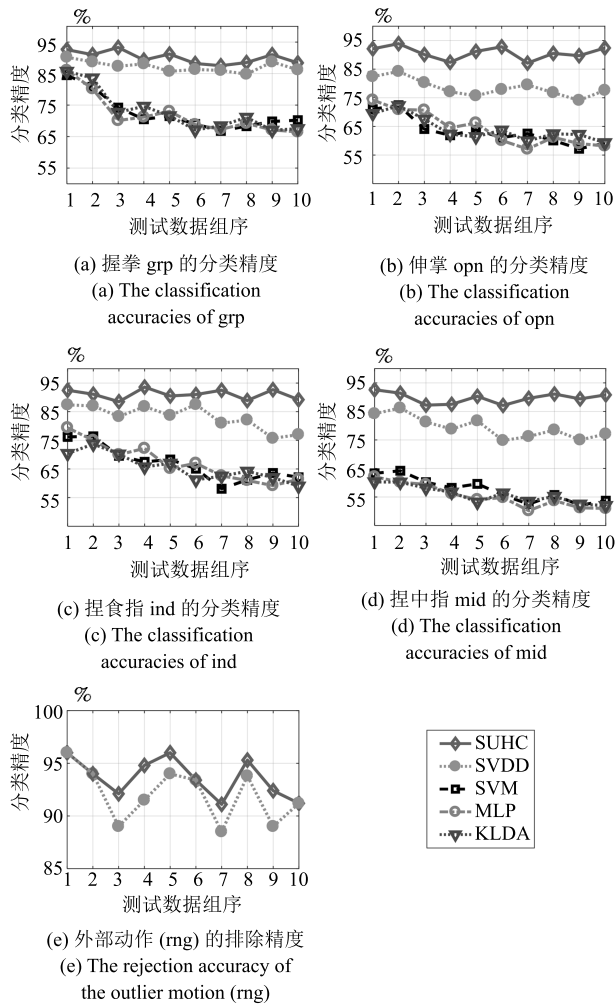 %
95
85
75
65
55
分类精度
1 2 3 4 5 6 7 8 9 10
测试数据组序
(a) 握拳 grp 的分类精度
(a) The classification
accuracies of grp
%
95
85
75
65
55
分类精度
1 2 3 4 5 6 7 8 9 10
测试数据组序
(b) 伸掌 opn 的分类精度
(b) The classification
accuracies of opn
%
95
85
75
65
55
分类精度
1 2 3 4 5 6 7 8 9 10
测试数据组序
(c) 捏食指 ind 的分类精度
(c) The classification
accuracies of ind
%
95
85
75
65
55
分类精度
1 2 3 4 5 6 7 8 9 10
测试数据组序
(d) 捏中指 mid 的分类精度
(d) The classification
accuracies of mid
%
100
95
90
85
分类精度
1 2 3 4 5 6 7 8 9 10
测试数据组序
(e) 外部动作 (rng) 的排除精度
(e) The rejection accuracy of
the outlier motion (rng)
SUHC
SVDD
SVM
MLP
KLDA